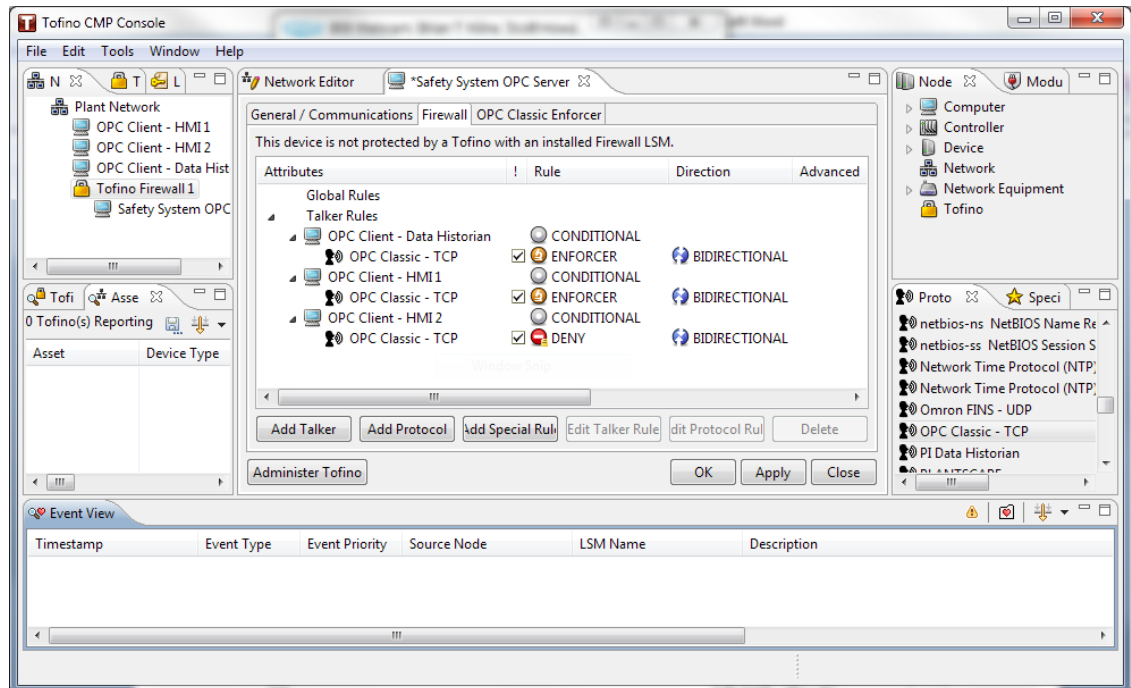 Tofino CMP Console
File Edit Tools Window Help
N T L
Plant Network
OPC Client - HMI 1
OPC Client - HMI 2
OPC Client - Data Hist
Tofino Firewall 1
Safety System OPC
Network Editor *Safety System OPC Server
General / Communications Firewall OPC Classic Enforcer
This device is not protected by a Tofino with an installed Firewall LSM.
Attributes ! Rule Direction Advanced
Global Rules
Talker Rules
OPC Client - Data Historian CONDITIONAL
OPC Classic - TCP ENFORCER BIDIRECTIONAL
OPC Client - HMI 1 CONDITIONAL
OPC Classic - TCP ENFORCER BIDIRECTIONAL
OPC Client - HMI 2 CONDITIONAL
OPC Classic - TCP DENY BIDIRECTIONAL
Window Snip
Add Talker Add Protocol Add Special Rule Edit Talker Rule dit Protocol Rul Delete
Administer Tofino OK Apply Close
Node Modu
Computer
Controller
Device
Network
Network Equipment
Tofino
Tofi Asse
0 Tofino(s) Reporting
Asset Device Type
Proto Speci
netbios-ns NetBIOS Name Re
netbios-ss NetBIOS Session S
Network Time Protocol (NTP)
Network Time Protocol (NTP)
Omron FINS - UDP
OPC Classic - TCP
PI Data Historian
Event View
Timestamp Event Type Event Priority Source Node LSM Name Description